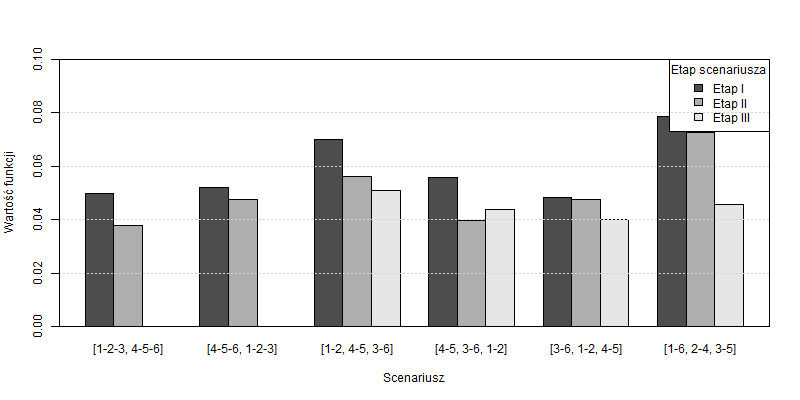 Etap scenariusza
Etap I
Etap II
Etap III
Wartość funkcji
0.10
0.08
0.06
0.04
0.02
0.00
[1-2-3, 4-5-6] [4-5-6, 1-2-3] [1-2, 4-5, 3-6] [4-5, 3-6, 1-2] [3-6, 1-2, 4-5] [1-6, 2-4, 3-5]
Scenariusz